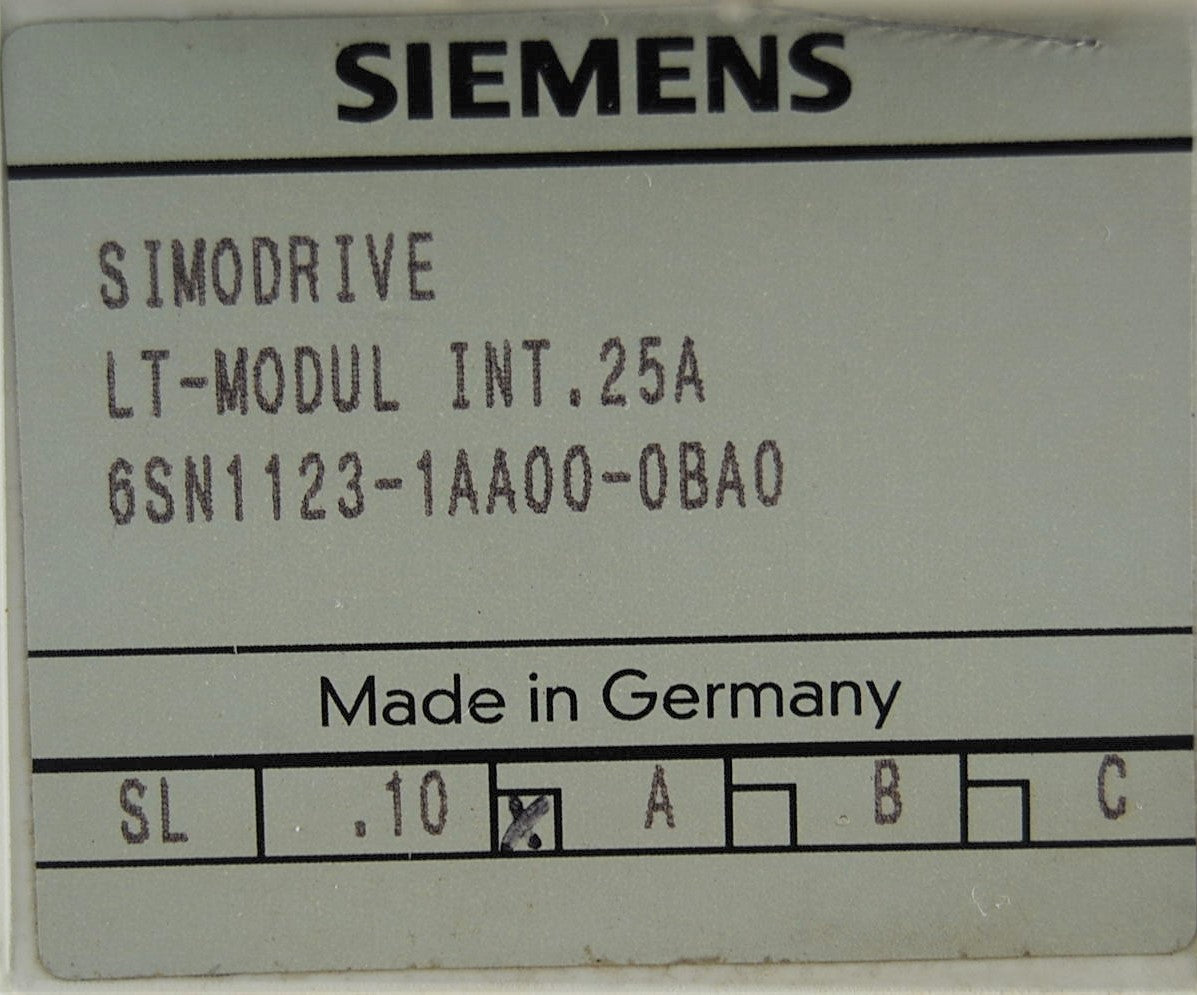 SIEMENS
SIMODRIVE
LT-MODUL INT.25A
6SN1123-1AA00-0BA0
Made in Germany
SL .10 A B C